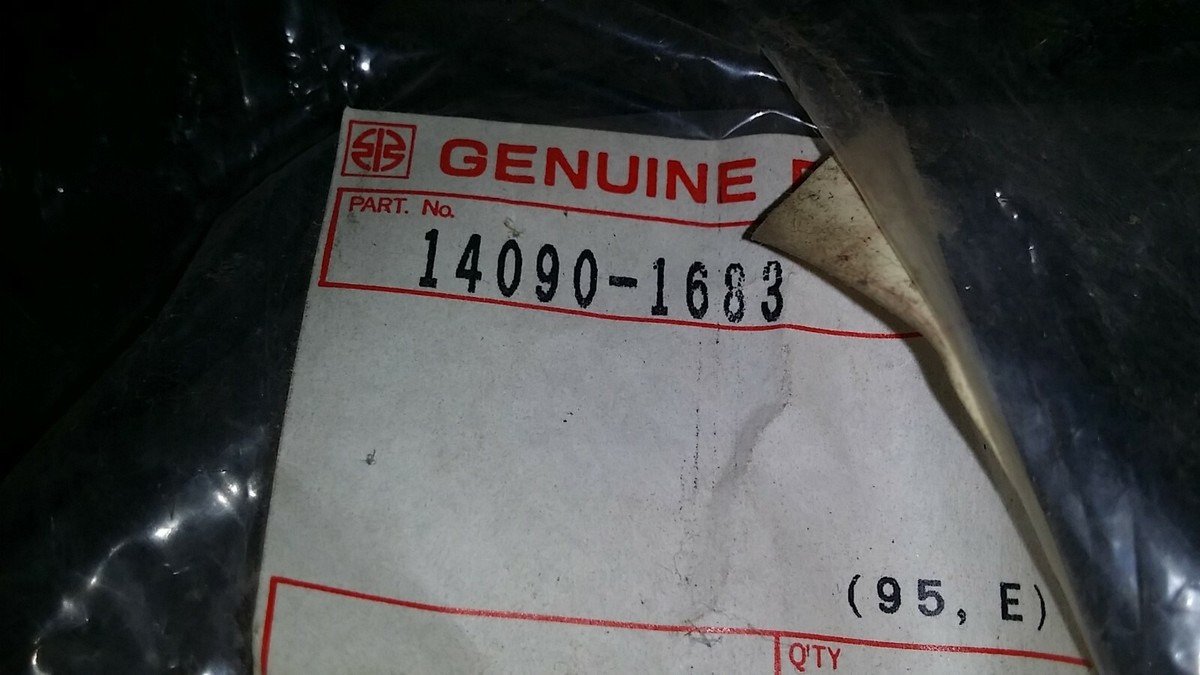 GENUINE
PART. No.
14090-1683
(95, E)
Q'TY